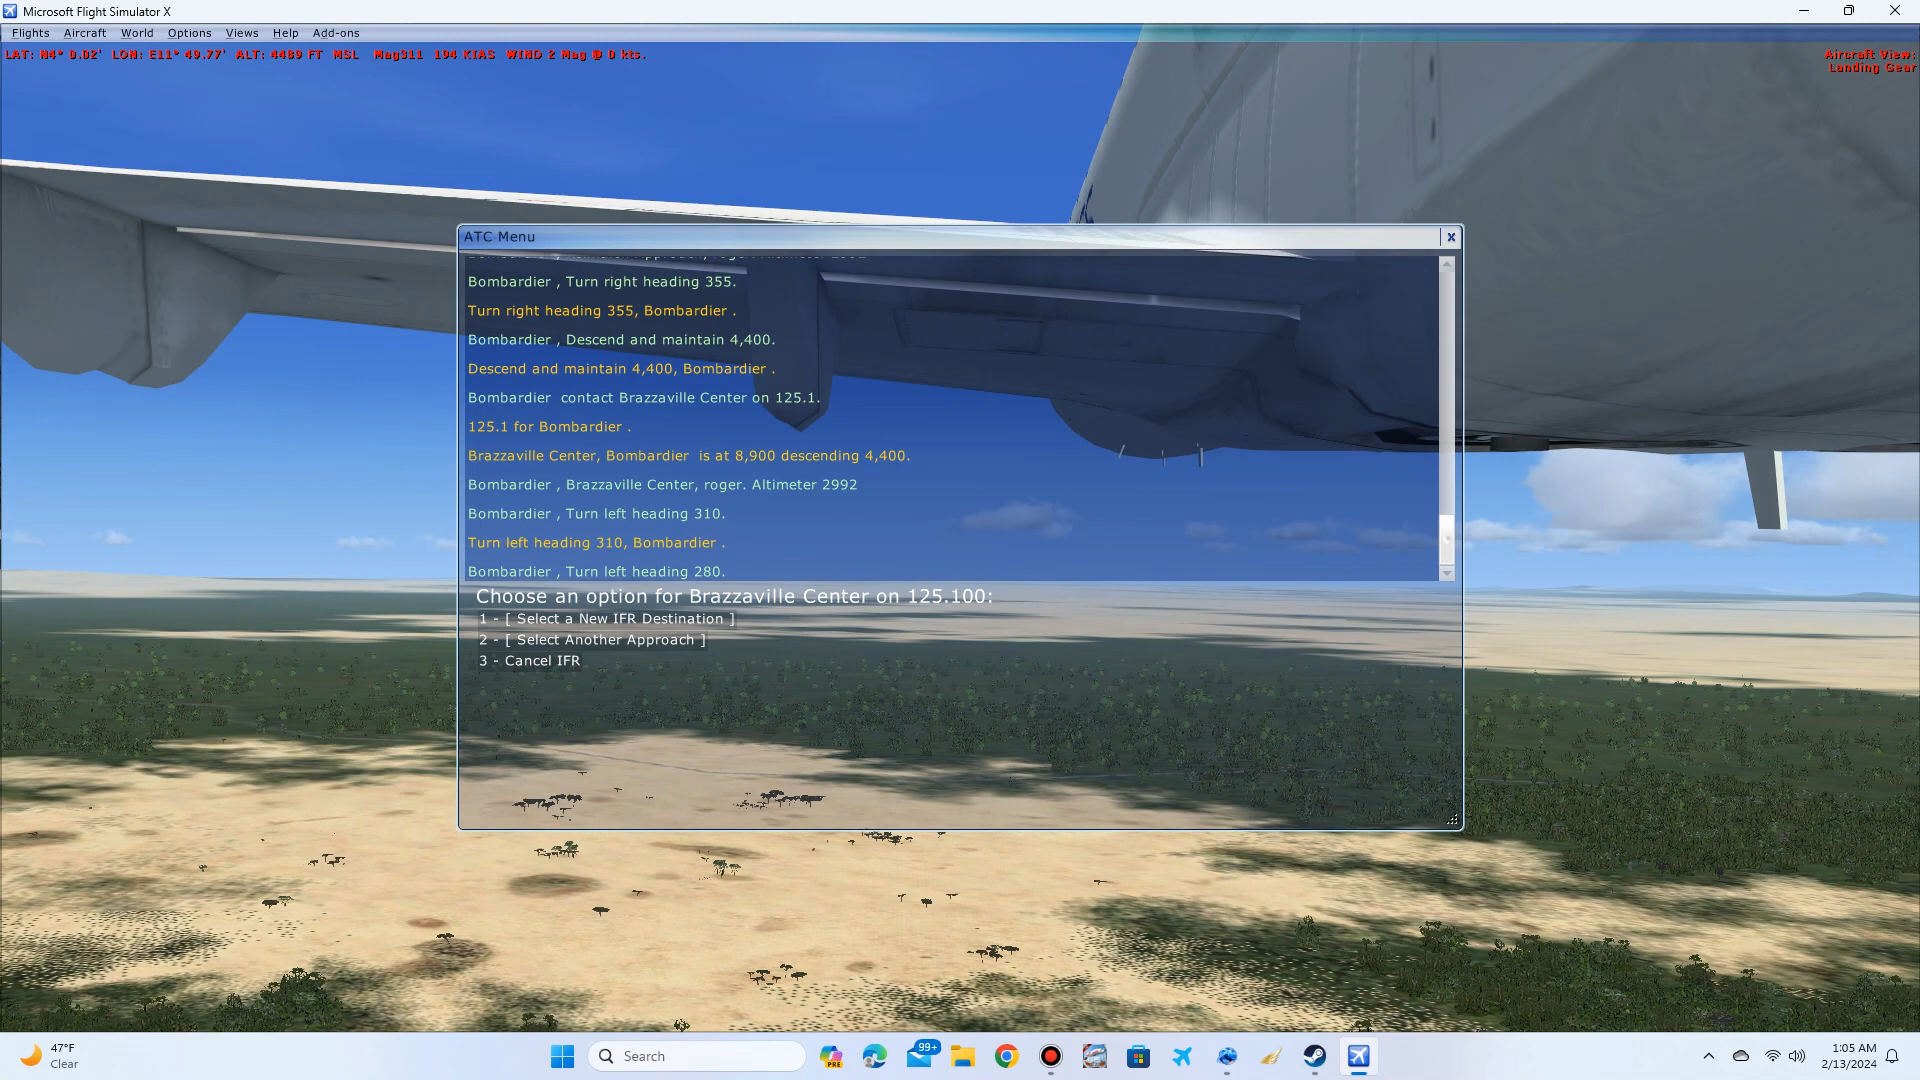 Microsoft Flight Simulator X
Flights Aircraft World Options Views Help Add-ons
LAT: N4° 0.02' LON: E11° 49.77' ALT: 4489 FT MSL Mag311 194 KIAS WIND 2 Mag @ 0 kts.
Aircraft View:
Landing Gear
ATC Menu
Bombardier , Turn right heading 355.
Turn right heading 355, Bombardier .
Bombardier , Descend and maintain 4,400.
Descend and maintain 4,400, Bombardier .
Bombardier contact Brazzaville Center on 125.1.
125.1 for Bombardier .
Brazzaville Center, Bombardier is at 8,900 descending 4,400.
Bombardier , Brazzaville Center, roger. Altimeter 2992
Bombardier , Turn left heading 310.
Turn left heading 310, Bombardier .
Bombardier , Turn left heading 280.
Choose an option for Brazzaville Center on 125.100:
1 - [ Select a New IFR Destination ]
2 - [ Select Another Approach ]
3 - Cancel IFR
47°F
Clear
Search
PRE
99+
1:05 AM
2/13/2024